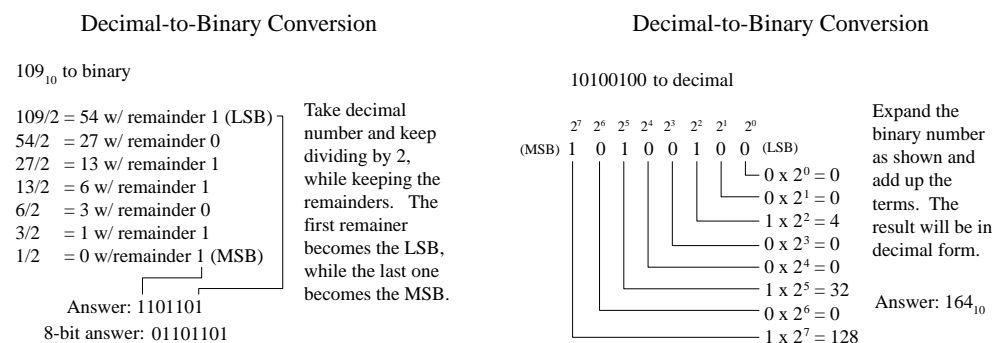 Decimal-to-Binary Conversion
109₁₀ to binary
109/2 = 54 w/ remainder 1 (LSB)
54/2 = 27 w/ remainder 0
27/2 = 13 w/ remainder 1
13/2 = 6 w/ remainder 1
6/2 = 3 w/ remainder 0
3/2 = 1 w/ remainder 1
1/2 = 0 w/remainder 1 (MSB)
Answer: 1101101
8-bit answer: 01101101
Take decimal
number and keep
dividing by 2,
while keeping the
remainders. The
first remainer
becomes the LSB,
while the last one
becomes the MSB.
Decimal-to-Binary Conversion
10100100 to decimal
2⁷ 2⁶ 2⁵ 2⁴ 2³ 2² 2¹ 2⁰
(MSB) 1 0 1 0 0 1 0 0 (LSB)
0 x 2⁰ = 0
0 x 2¹ = 0
1 x 2² = 4
0 x 2³ = 0
0 x 2⁴ = 0
1 x 2⁵ = 32
0 x 2⁶ = 0
1 x 2⁷ = 128
Expand the
binary number
as shown and
add up the
terms. The
result will be in
decimal form.
Answer: 164₁₀